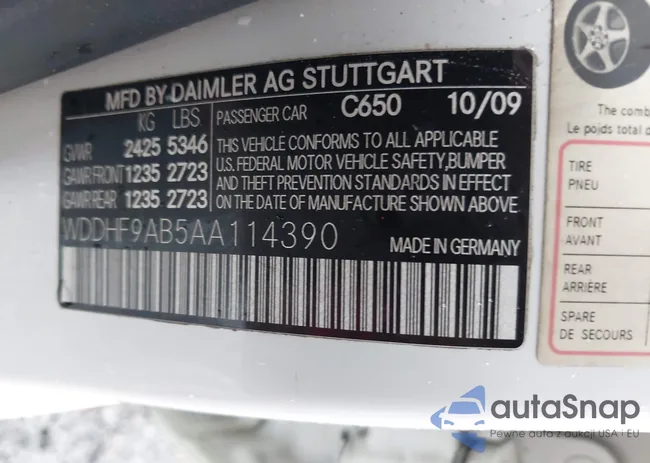 MFD BY DAIMLER AG STUTTGART
KG LBS PASSENGER CAR C650 10/09
GVWR 2425 5346 THIS VEHICLE CONFORMS TO ALL APPLICABLE
GAWR FRONT 1235 2723 U.S. FEDERAL MOTOR VEHICLE SAFETY,BUMPER
GAWR REAR 1235 2723 AND THEFT PREVENTION STANDARDS IN EFFECT
ON THE DATE OF MANUFACTURE SHOWN ABOVE.
WDDHF9AB5AA114390 MADE IN GERMANY
The comb
Le poids total d
TIRE
PNEU
FRONT
AVANT
REAR
ARRIÈRE
SPARE
DE SECOURS
autaSnap
Pewne auta z aukcji USA i EU